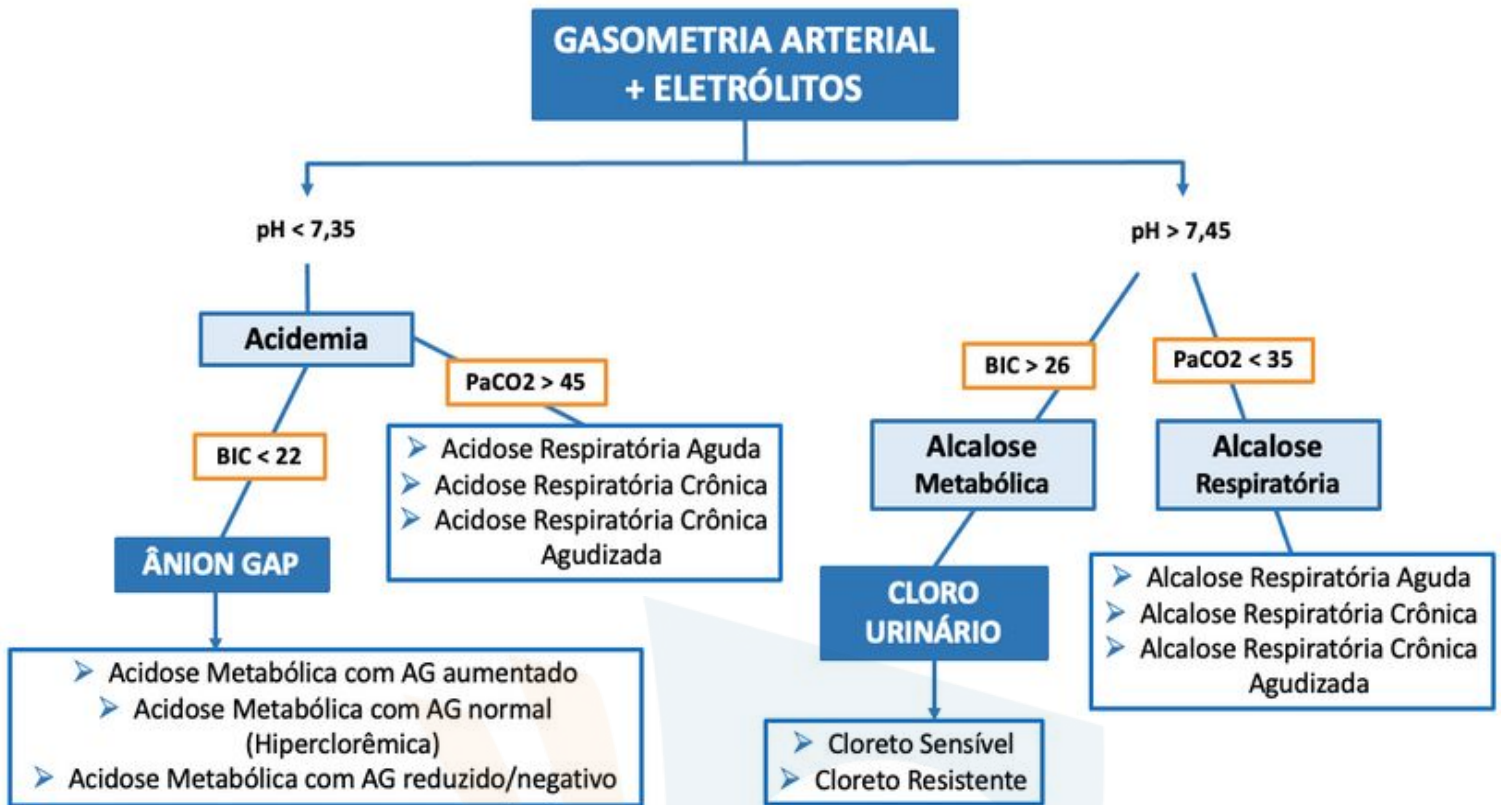 GASOMETRIA ARTERIAL
+ ELETRÓLITOS
pH < 7,35
pH > 7,45
Acidemia
PaCO2 > 45
BIC > 26
PaCO2 < 35
BIC < 22
➢ Acidose Respiratória Aguda
➢ Acidose Respiratória Crônica
➢ Acidose Respiratória Crônica
Agudizada
Alcalose
Metabólica
Alcalose
Respiratória
ÂNION GAP
CLORO
URINÁRIO
➢ Alcalose Respiratória Aguda
➢ Alcalose Respiratória Crônica
➢ Alcalose Respiratória Crônica
Agudizada
➢ Acidose Metabólica com AG aumentado
➢ Acidose Metabólica com AG normal
(Hiperclorêmica)
➢ Acidose Metabólica com AG reduzido/negativo
➢ Cloreto Sensível
➢ Cloreto Resistente